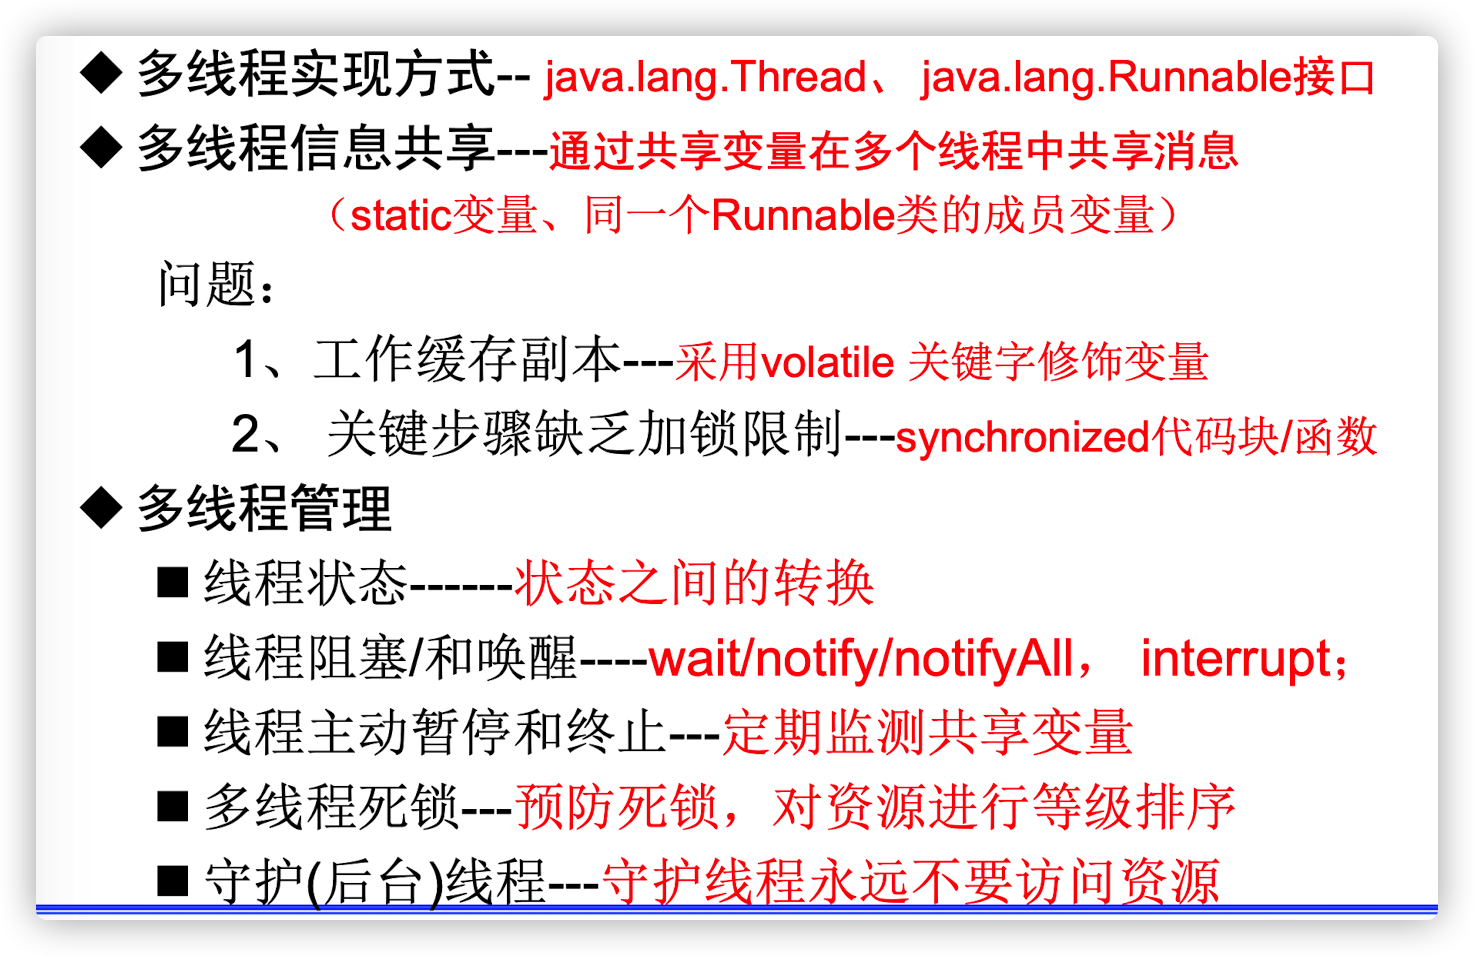 ◆ 多线程实现方式-- java.lang.Thread、 java.lang.Runnable接口
◆ 多线程信息共享---通过共享变量在多个线程中共享消息
（static变量、同一个Runnable类的成员变量）
问题：
1、工作缓存副本---采用volatile 关键字修饰变量
2、 关键步骤缺乏加锁限制---synchronized代码块/函数
◆ 多线程管理
■ 线程状态------状态之间的转换
■ 线程阻塞/和唤醒----wait/notify/notifyAll， interrupt；
■ 线程主动暂停和终止---定期监测共享变量
■ 多线程死锁---预防死锁，对资源进行等级排序
■ 守护(后台)线程---守护线程永远不要访问资源